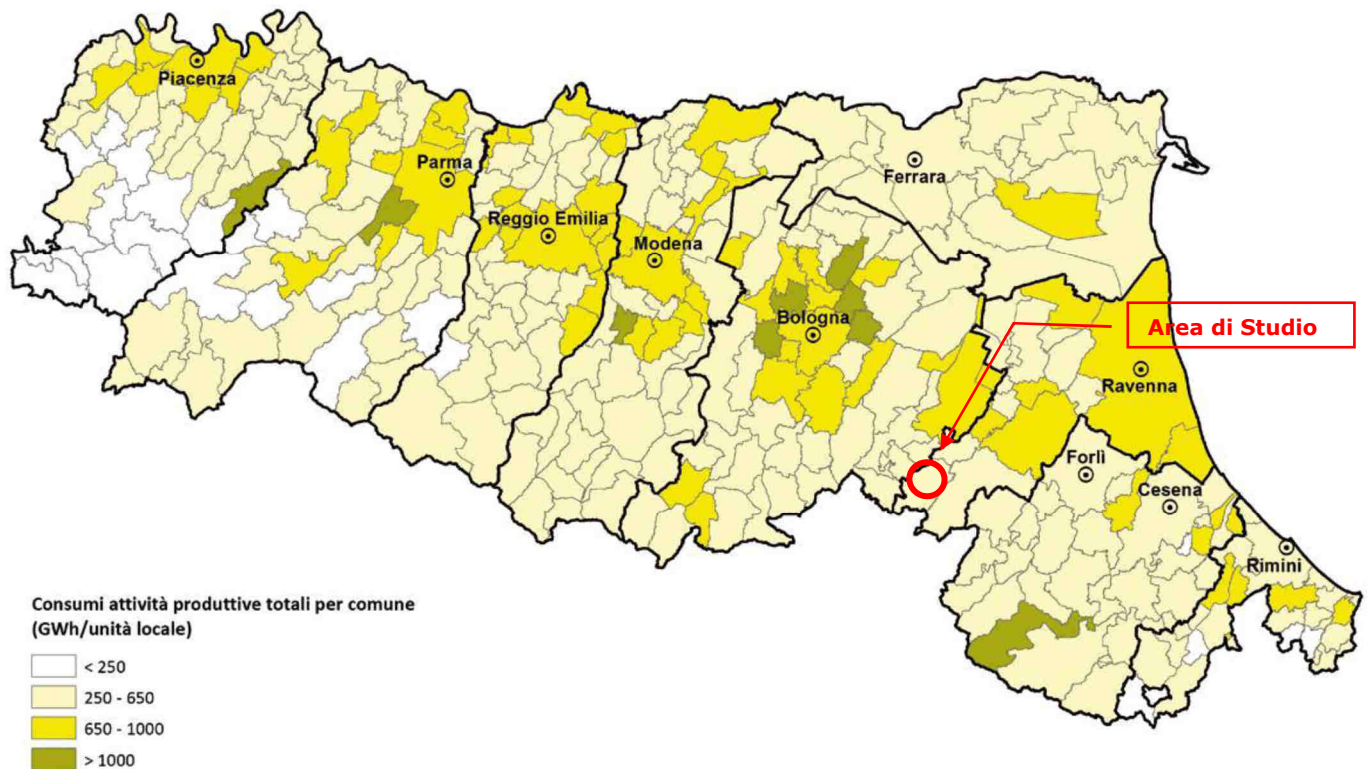 Piacenza
Parma
Reggio Emilia
Modena
Ferrara
Bologna
Area di Studio
Ravenna
Forlì
Cesena
Rimini
Consumi attività produttive totali per comune
(GWh/unità locale)
< 250
250 - 650
650 - 1000
> 1000